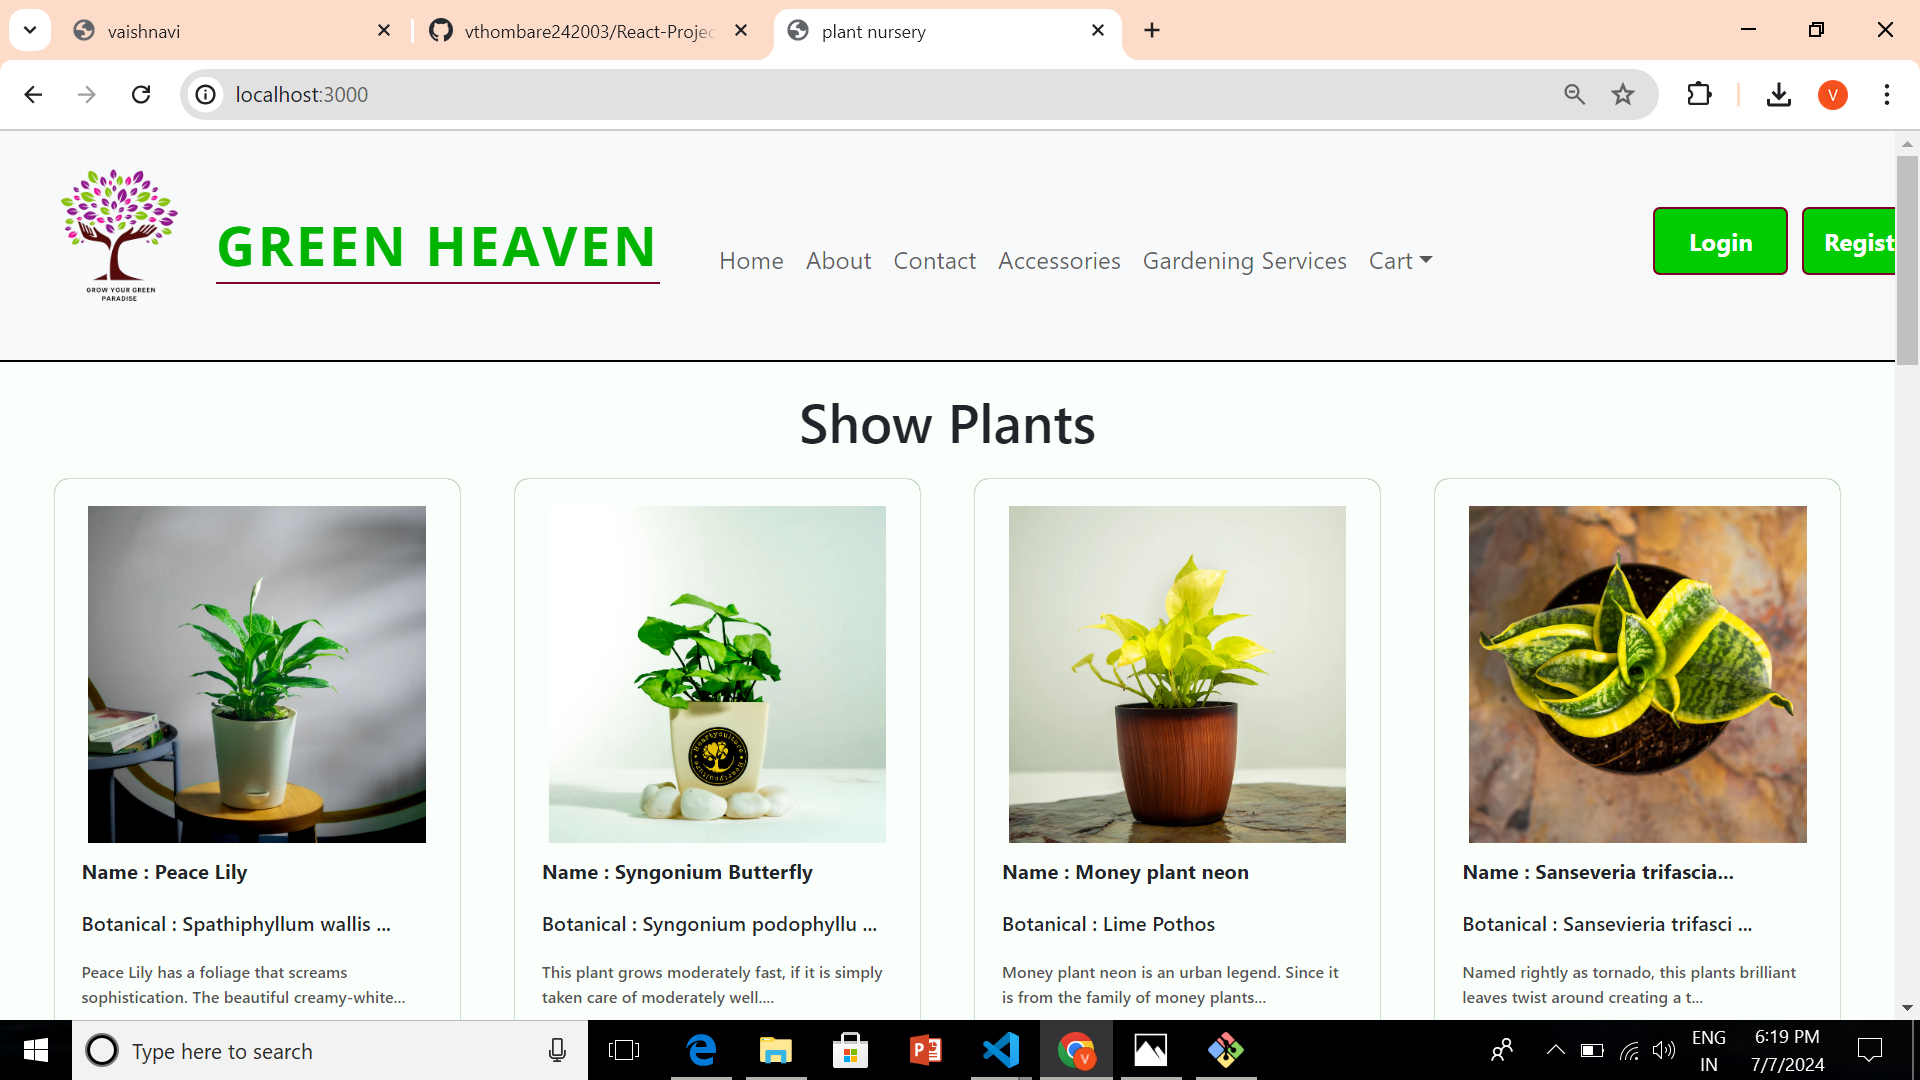 vaishnavi
vthombare242003/React-Projec
plant nursery
localhost:3000
V
GROW YOUR GREEN
PARADISE
GREEN HEAVEN
Home About Contact Accessories Gardening Services Cart
Login
Regist
Show Plants
Heartyculture
Heartyculture
Name : Peace Lily
Botanical : Spathiphyllum wallis ...
Peace Lily has a foliage that screams
sophistication. The beautiful creamy-white...
Name : Syngonium Butterfly
Botanical : Syngonium podophyllu ...
This plant grows moderately fast, if it is simply
taken care of moderately well....
Name : Money plant neon
Botanical : Lime Pothos
Money plant neon is an urban legend. Since it
is from the family of money plants...
Name : Sanseveria trifascia...
Botanical : Sansevieria trifasci ...
Named rightly as tornado, this plants brilliant
leaves twist around creating a t...
Type here to search
V
ENG
IN
6:19 PM
7/7/2024